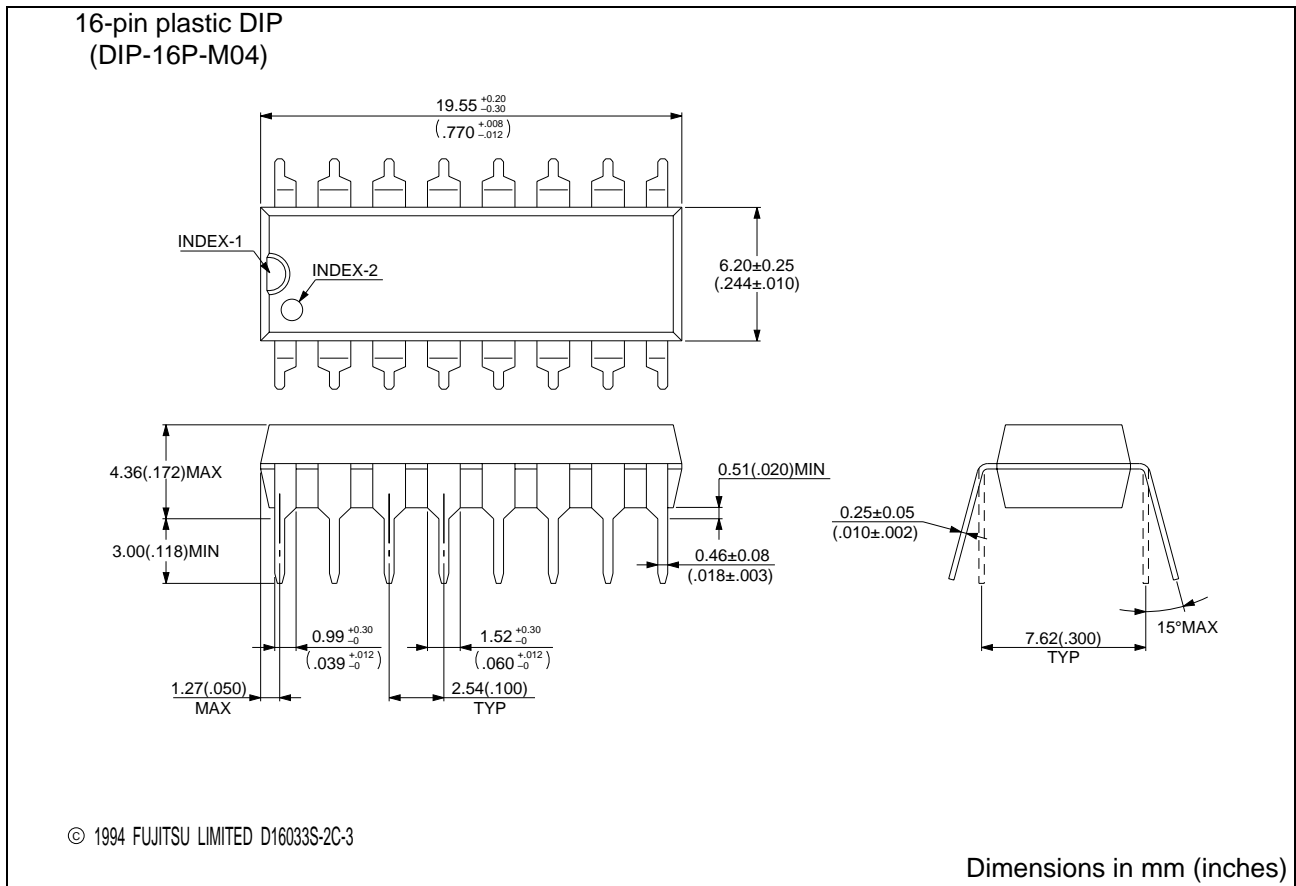 16-pin plastic DIP
(DIP-16P-M04)
19.55 +0.20 –0.30
(.770 +.008 –.012)
INDEX-1
INDEX-2
6.20±0.25
(.244±.010)
4.36(.172)MAX
0.51(.020)MIN
0.25±0.05
(.010±.002)
3.00(.118)MIN
0.46±0.08
(.018±.003)
15°MAX
0.99 +0.30 –0
(.039 +.012 –0)
1.52 +0.30 –0
(.060 +.012 –0)
7.62(.300)
TYP
1.27(.050)
MAX
2.54(.100)
TYP
© 1994 FUJITSU LIMITED D16033S-2C-3
Dimensions in mm (inches)